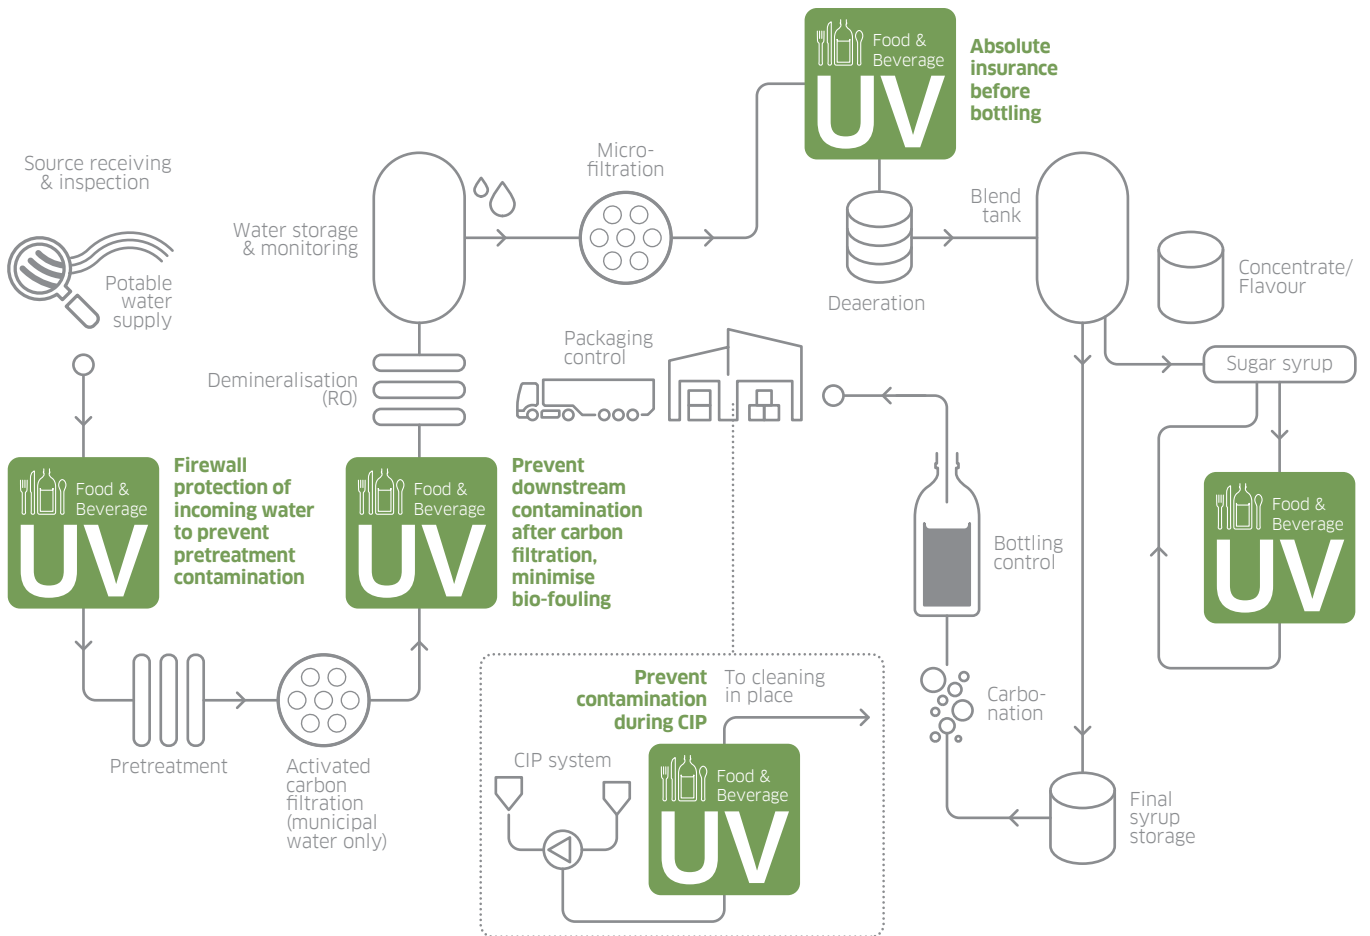 Food &
Beverage
UV
Absolute
insurance
before
bottling
Source receiving
& inspection
Potable
water
supply
Water storage
& monitoring
Micro-
filtration
Deaeration
Blend
tank
Concentrate/
Flavour
Sugar syrup
Demineralisation
(RO)
Packaging
control
Food &
Beverage
UV
Firewall
protection of
incoming water
to prevent
pretreatment
contamination
Food &
Beverage
UV
Prevent
downstream
contamination
after carbon
filtration,
minimise
bio-fouling
Bottling
control
Food &
Beverage
UV
Pretreatment
Activated
carbon
filtration
(municipal
water only)
Prevent
contamination
during CIP
To cleaning
in place
CIP system
Food &
Beverage
UV
Carbo-
nation
Final
syrup
storage